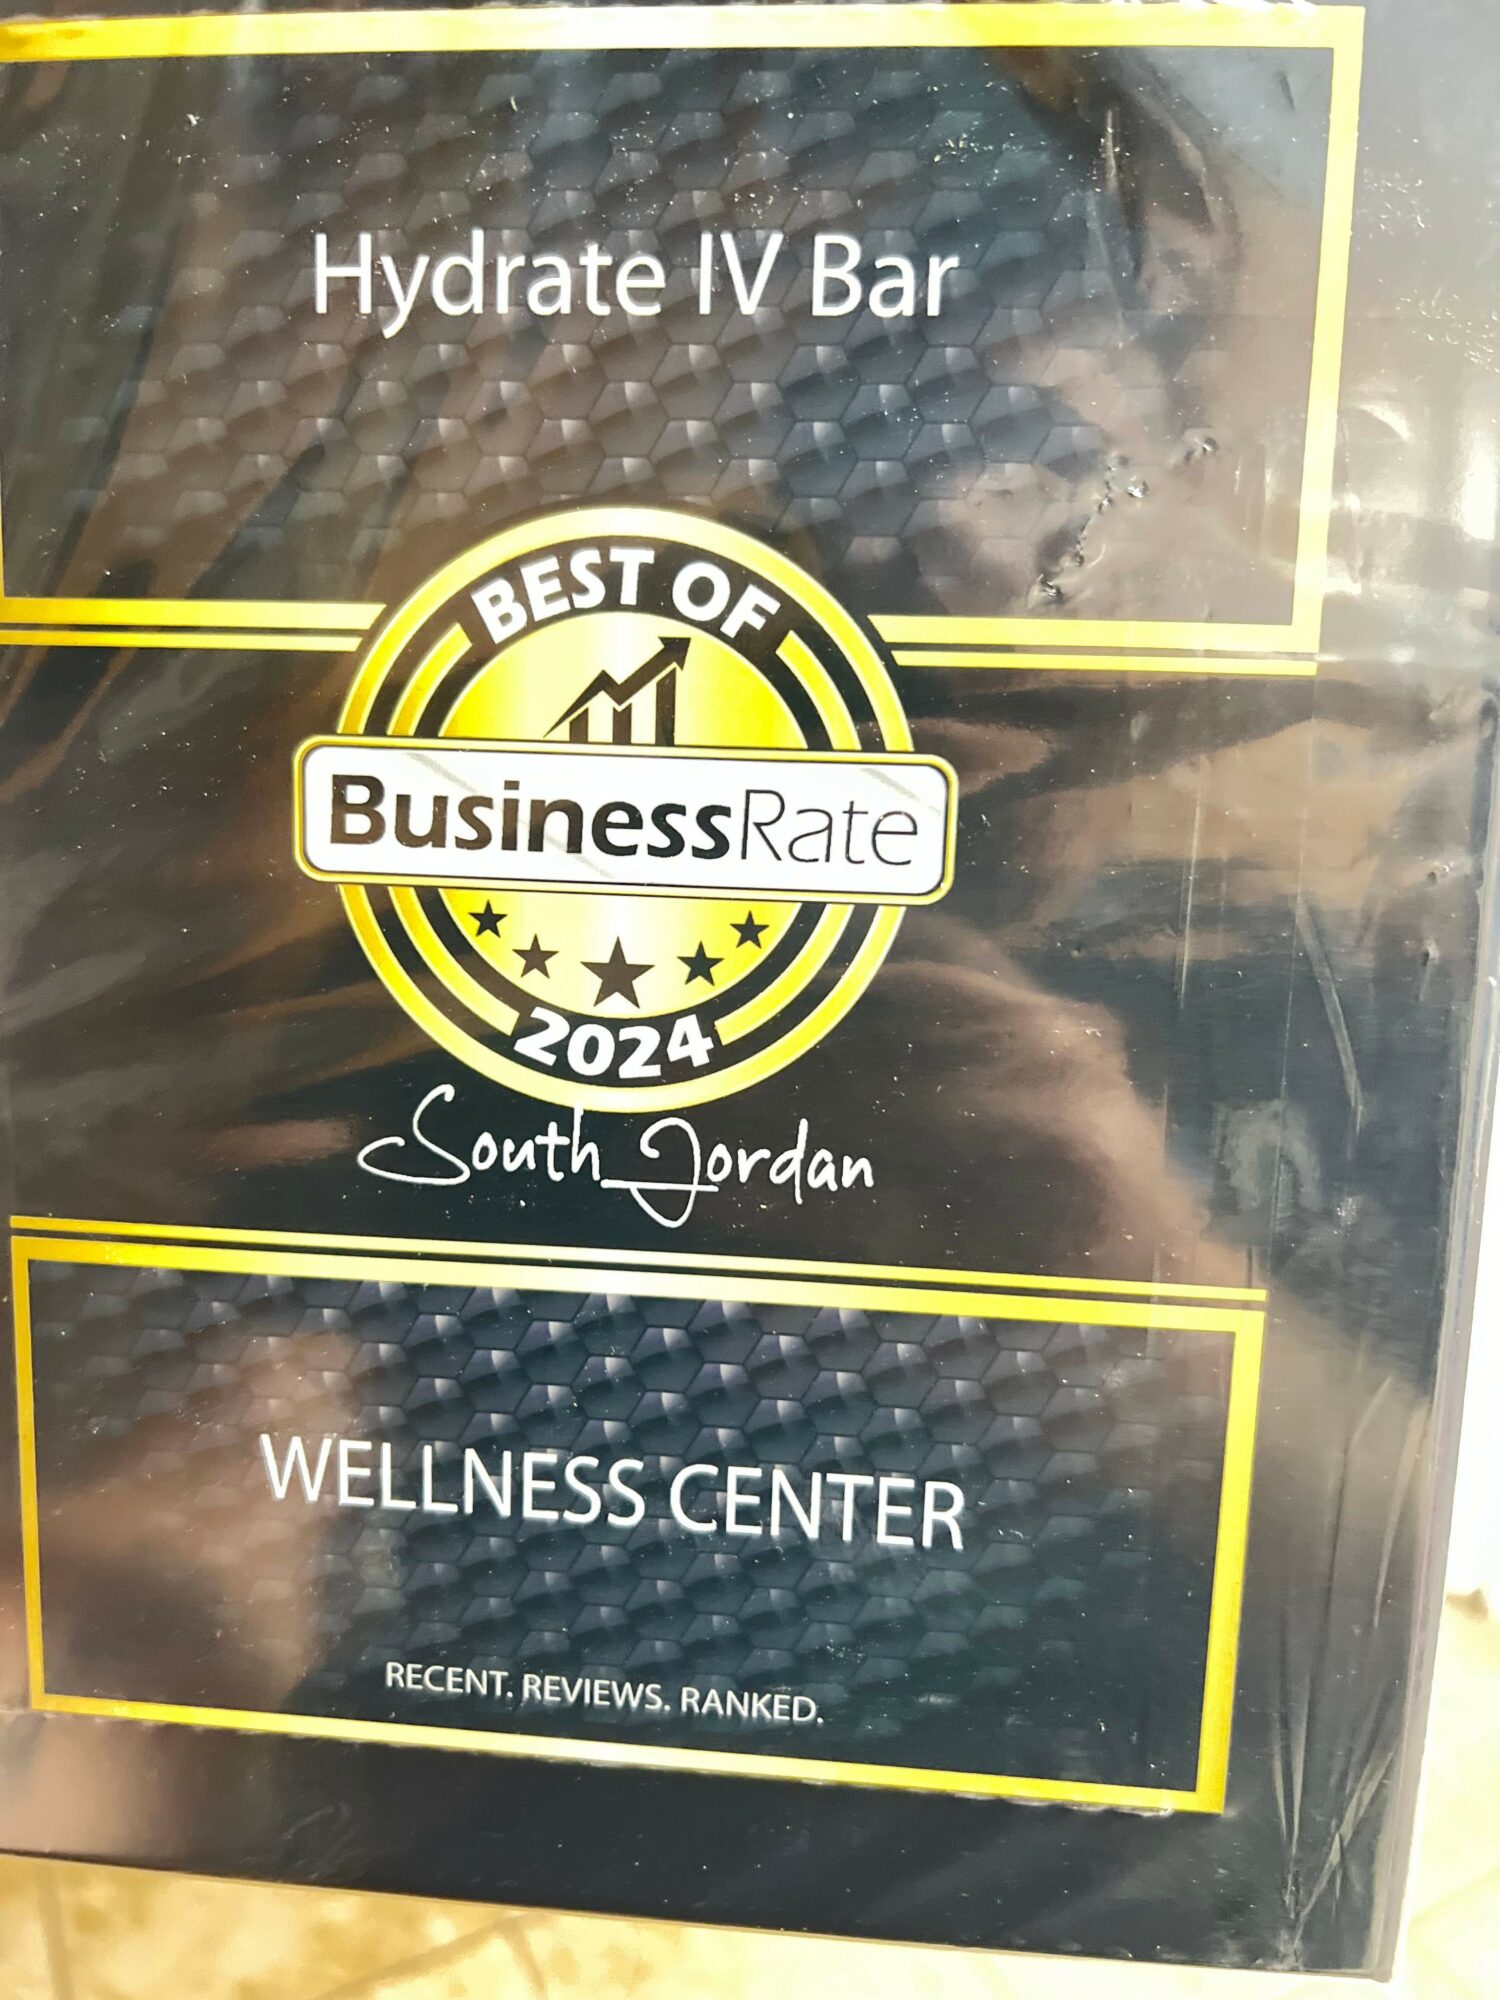 Hydrate IV Bar
BEST OF
BusinessRate
2024
South Jordan
WELLNESS CENTER
RECENT. REVIEWS. RANKED.